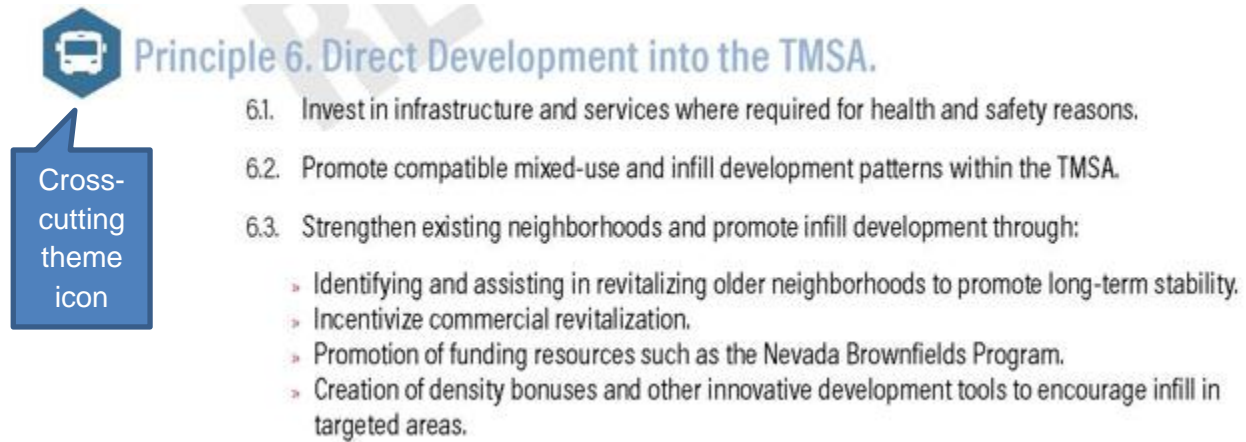 Principle 6. Direct Development into the TMSA.
6.1. Invest in infrastructure and services where required for health and safety reasons.
6.2. Promote compatible mixed-use and infill development patterns within the TMSA.
Cross-
cutting
theme
icon
6.3. Strengthen existing neighborhoods and promote infill development through:
» Identifying and assisting in revitalizing older neighborhoods to promote long-term stability.
» Incentivize commercial revitalization.
» Promotion of funding resources such as the Nevada Brownfields Program.
» Creation of density bonuses and other innovative development tools to encourage infill in
targeted areas.